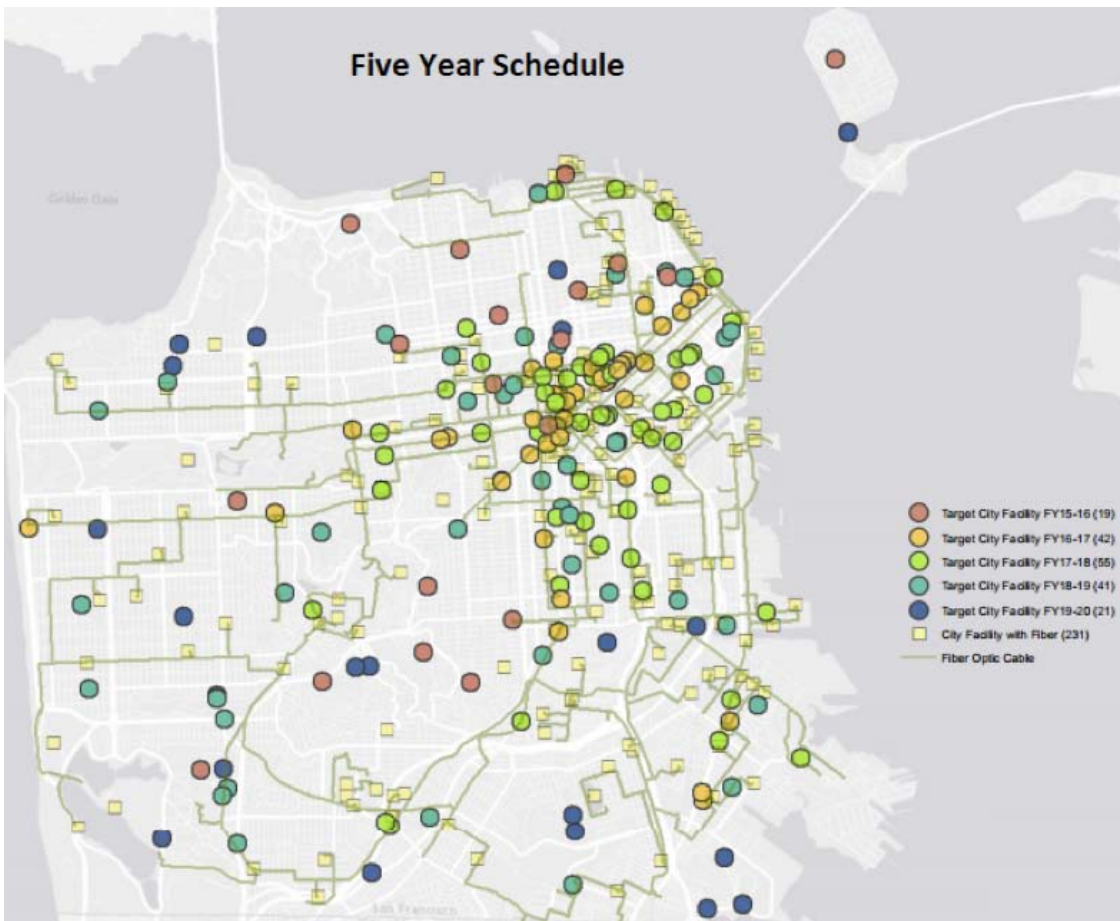 Five Year Schedule
Golden Gate
Target City Facility FY15-16 (19)
Target City Facility FY16-17 (42)
Target City Facility FY17-18 (55)
Target City Facility FY18-19 (41)
Target City Facility FY19-20 (21)
City Facility with Fiber (231)
Fiber Optic Cable
San Francisco